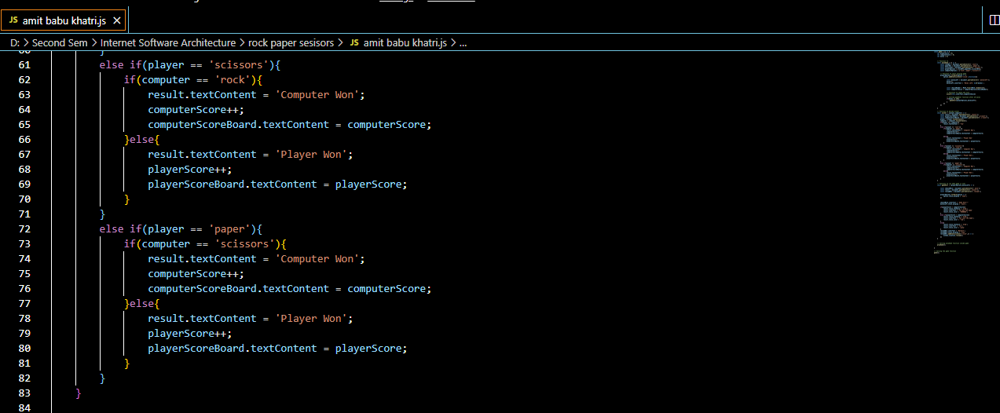 JS amit babu khatri.js ×
D: > Second Sem > Internet Software Architecture > rock paper sesisors > JS amit babu khatri.js > ...
61 else if(player == 'scissors'){
62 if(computer == 'rock'){
63 result.textContent = 'Computer Won';
64 computerScore++;
65 computerScoreBoard.textContent = computerScore;
66 }else{
67 result.textContent = 'Player Won';
68 playerScore++;
69 playerScoreBoard.textContent = playerScore;
70 }
71 }
72 else if(player == 'paper'){
73 if(computer == 'scissors'){
74 result.textContent = 'Computer Won';
75 computerScore++;
76 computerScoreBoard.textContent = computerScore;
77 }else{
78 result.textContent = 'Player Won';
79 playerScore++;
80 playerScoreBoard.textContent = playerScore;
81 }
82 }
83 }
84